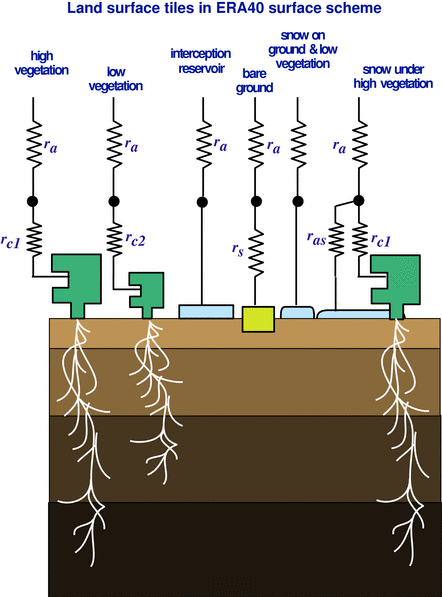 Land surface tiles in ERA40 surface scheme
high
vegetation
low
vegetation
interception
reservoir
bare
ground
snow on
ground & low
vegetation
snow under
high vegetation
ra
ra
ra
ra
ra
rc1
rc2
rs
ras
rc1